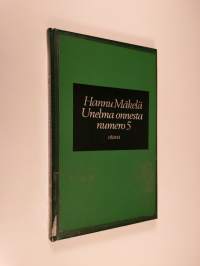 Hannu Mäkelä
Unelma onnesta
numero 5
otava